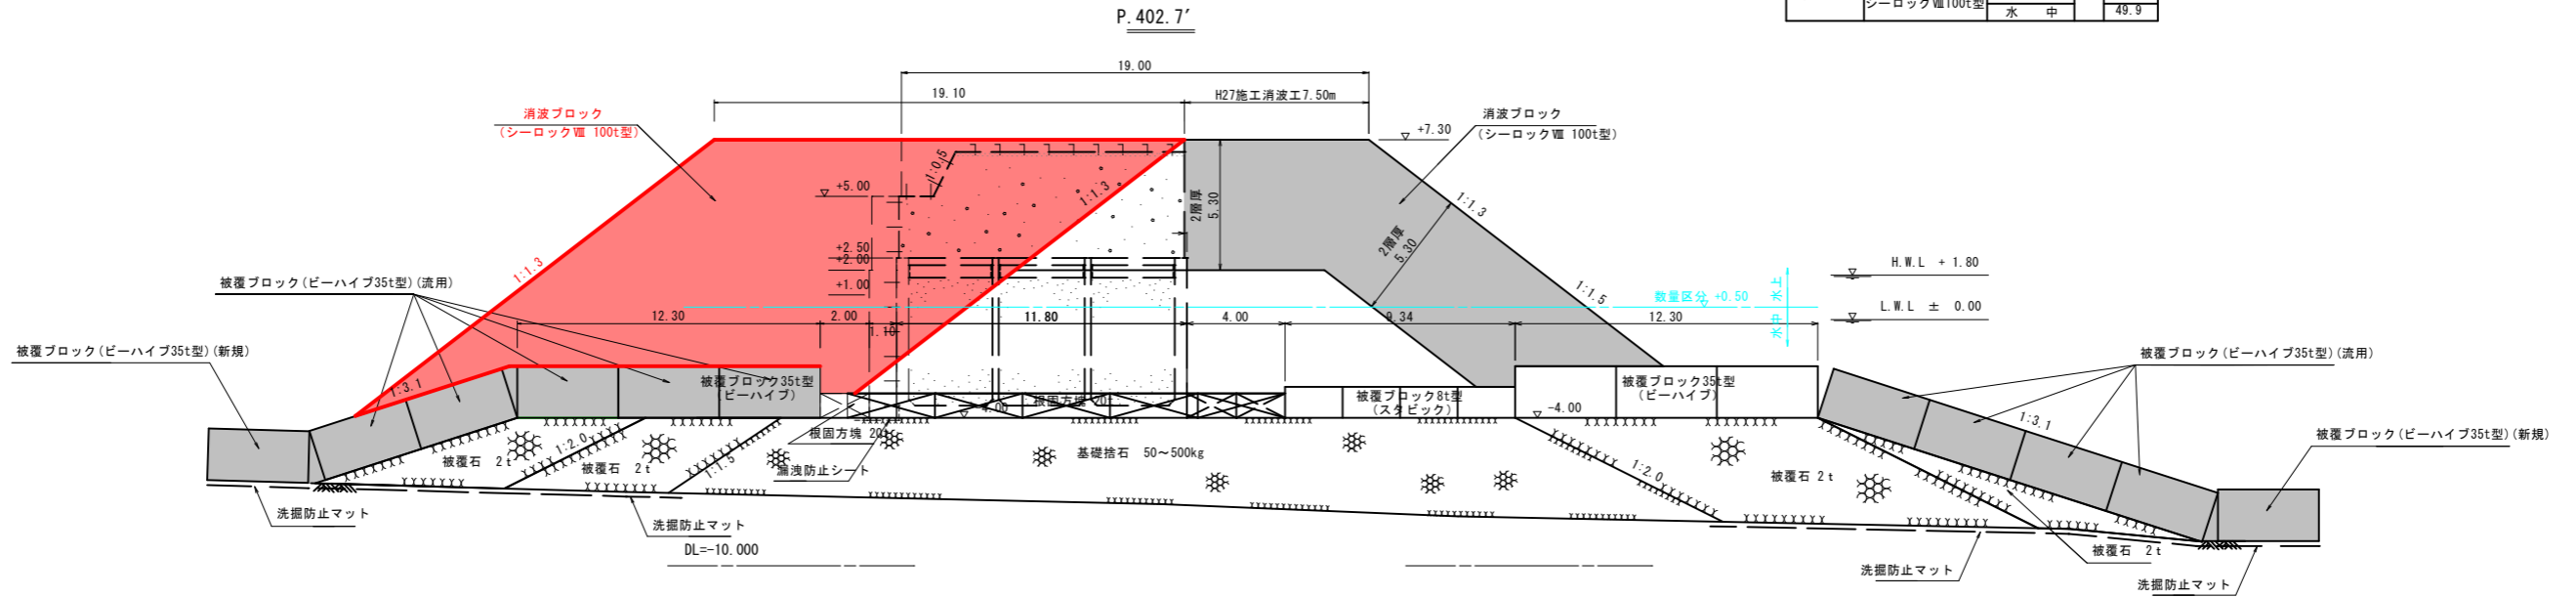 P.402.7′
シーロックⅧ100t型
水 中
49.9
19.00
19.10
H27施工消波工7.50m
消波ブロック
(シーロックⅧ 100t型)
消波ブロック
(シーロックⅧ 100t型)
+7.30
1:0.5
+5.00
1:1.3
2層厚
5.30
1:1.3
2層厚
5.30
+2.50
+2.00
+1.00
1:1.3
H.W.L + 1.80
被覆ブロック(ビーハイブ35t型)(流用)
1:1.5
数量区分 +0.50
水上
水中
L.W.L ± 0.00
12.30
2.00
1.10
11.80
4.00
9.34
12.30
被覆ブロック(ビーハイブ35t型)(新規)
被覆ブロック(ビーハイブ35t型)(流用)
1:3.1
被覆ブロック35t型
(ビーハイブ)
根固方塊 20t
-4.00
被覆ブロック8t型
(スタビック)
被覆ブロック35t型
(ビーハイブ)
-4.00
1:3.1
根固方塊 20t
被覆ブロック(ビーハイブ35t型)(新規)
1:2.0
被覆石 2t
被覆石 2t
1:1.5
漏洩防止シート
基礎捨石 50～500kg
1:2.0
被覆石 2t
洗掘防止マット
洗掘防止マット
DL=-10.000
被覆石 2t
洗掘防止マット
洗掘防止マット